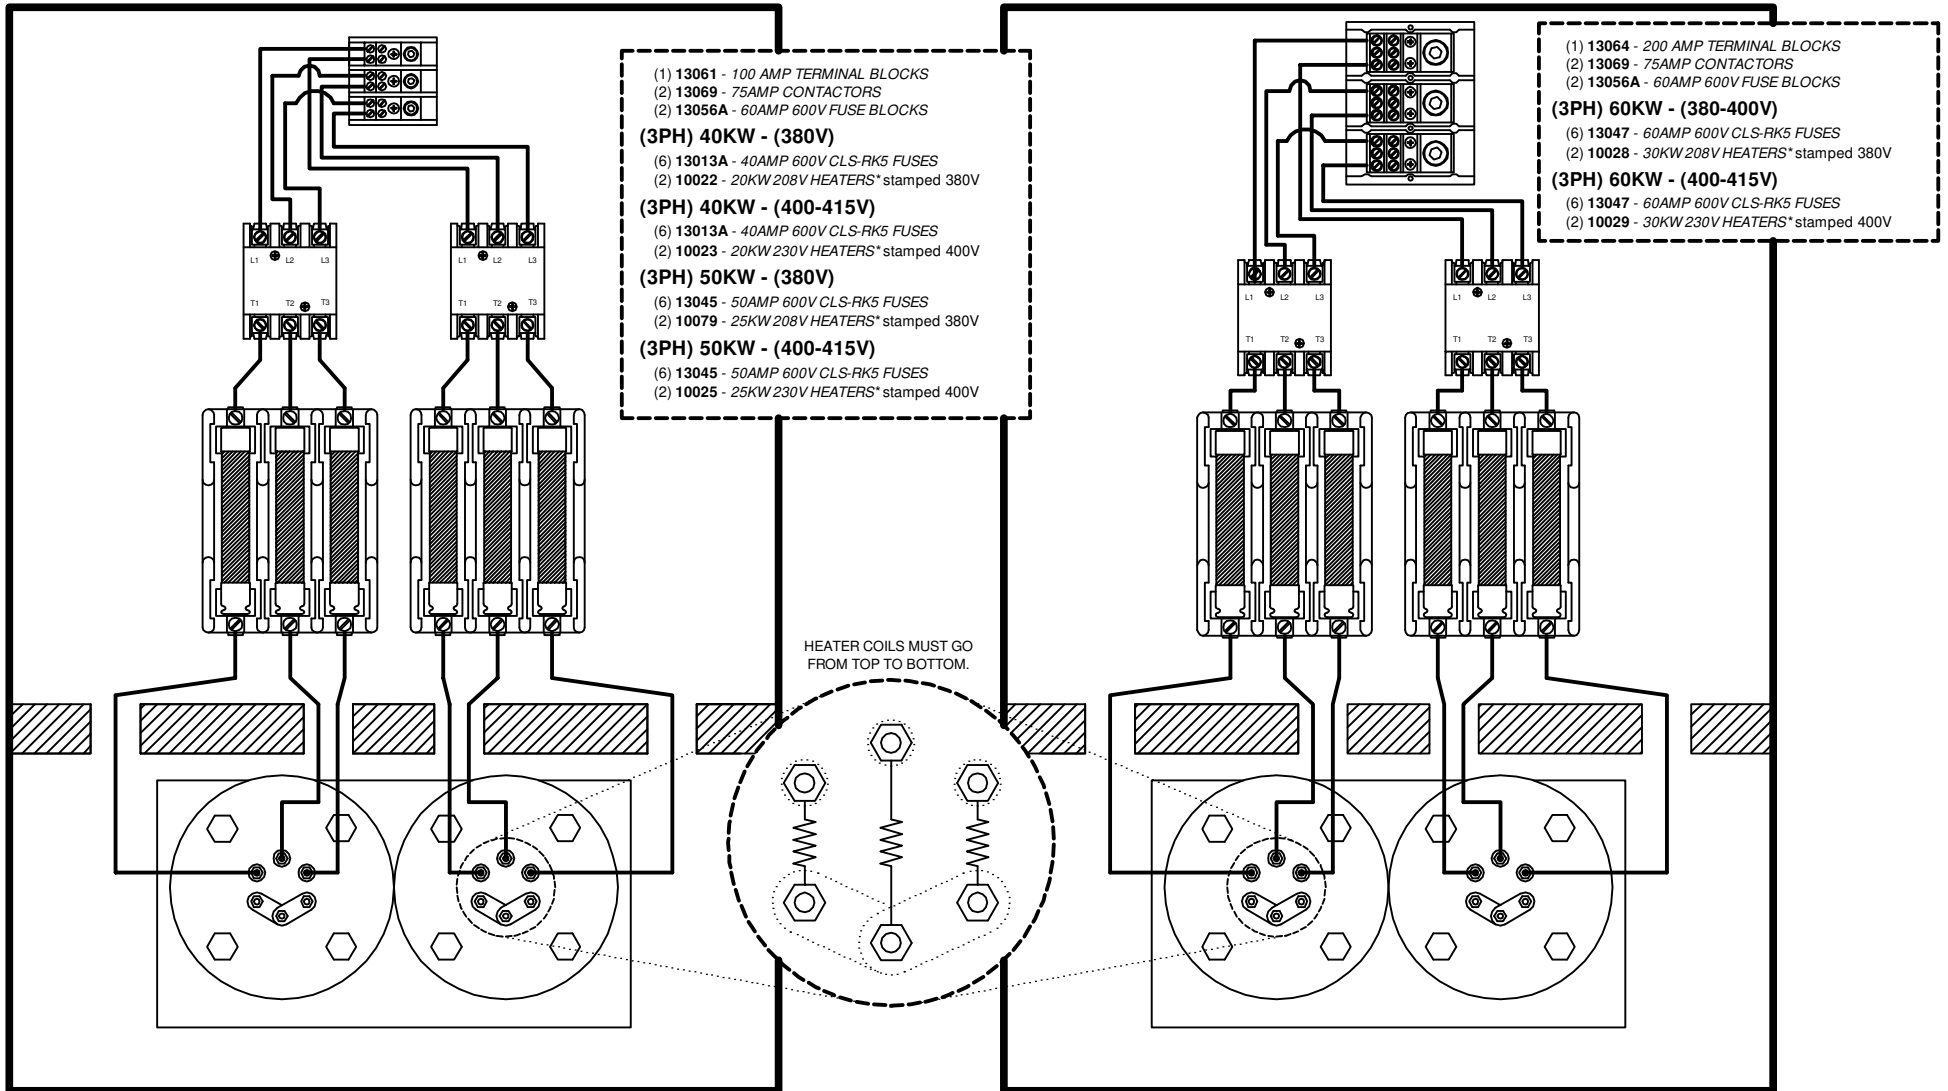 (1) 13061 - 100 AMP TERMINAL BLOCKS
(2) 13069 - 75AMP CONTACTORS
(2) 13056A - 60AMP 600V FUSE BLOCKS
(3PH) 40KW - (380V)
(6) 13013A - 40AMP 600V CLS-RK5 FUSES
(2) 10022 - 20KW 208V HEATERS* stamped 380V
(3PH) 40KW - (400-415V)
(6) 13013A - 40AMP 600V CLS-RK5 FUSES
(2) 10023 - 20KW 230V HEATERS* stamped 400V
(3PH) 50KW - (380V)
(6) 13045 - 50AMP 600V CLS-RK5 FUSES
(2) 10079 - 25KW 208V HEATERS* stamped 380V
(3PH) 50KW - (400-415V)
(6) 13045 - 50AMP 600V CLS-RK5 FUSES
(2) 10025 - 25KW 230V HEATERS* stamped 400V
(1) 13064 - 200 AMP TERMINAL BLOCKS
(2) 13069 - 75AMP CONTACTORS
(2) 13056A - 60AMP 600V FUSE BLOCKS
(3PH) 60KW - (380-400V)
(6) 13047 - 60AMP 600V CLS-RK5 FUSES
(2) 10028 - 30KW 208V HEATERS* stamped 380V
(3PH) 60KW - (400-415V)
(6) 13047 - 60AMP 600V CLS-RK5 FUSES
(2) 10029 - 30KW 230V HEATERS* stamped 400V
L1 L2 L3
T1 T2 T3
L1 L2 L3
T1 T2 T3
L1 L2 L3
T1 T2 T3
L1 L2 L3
T1 T2 T3
HEATER COILS MUST GO
FROM TOP TO BOTTOM.